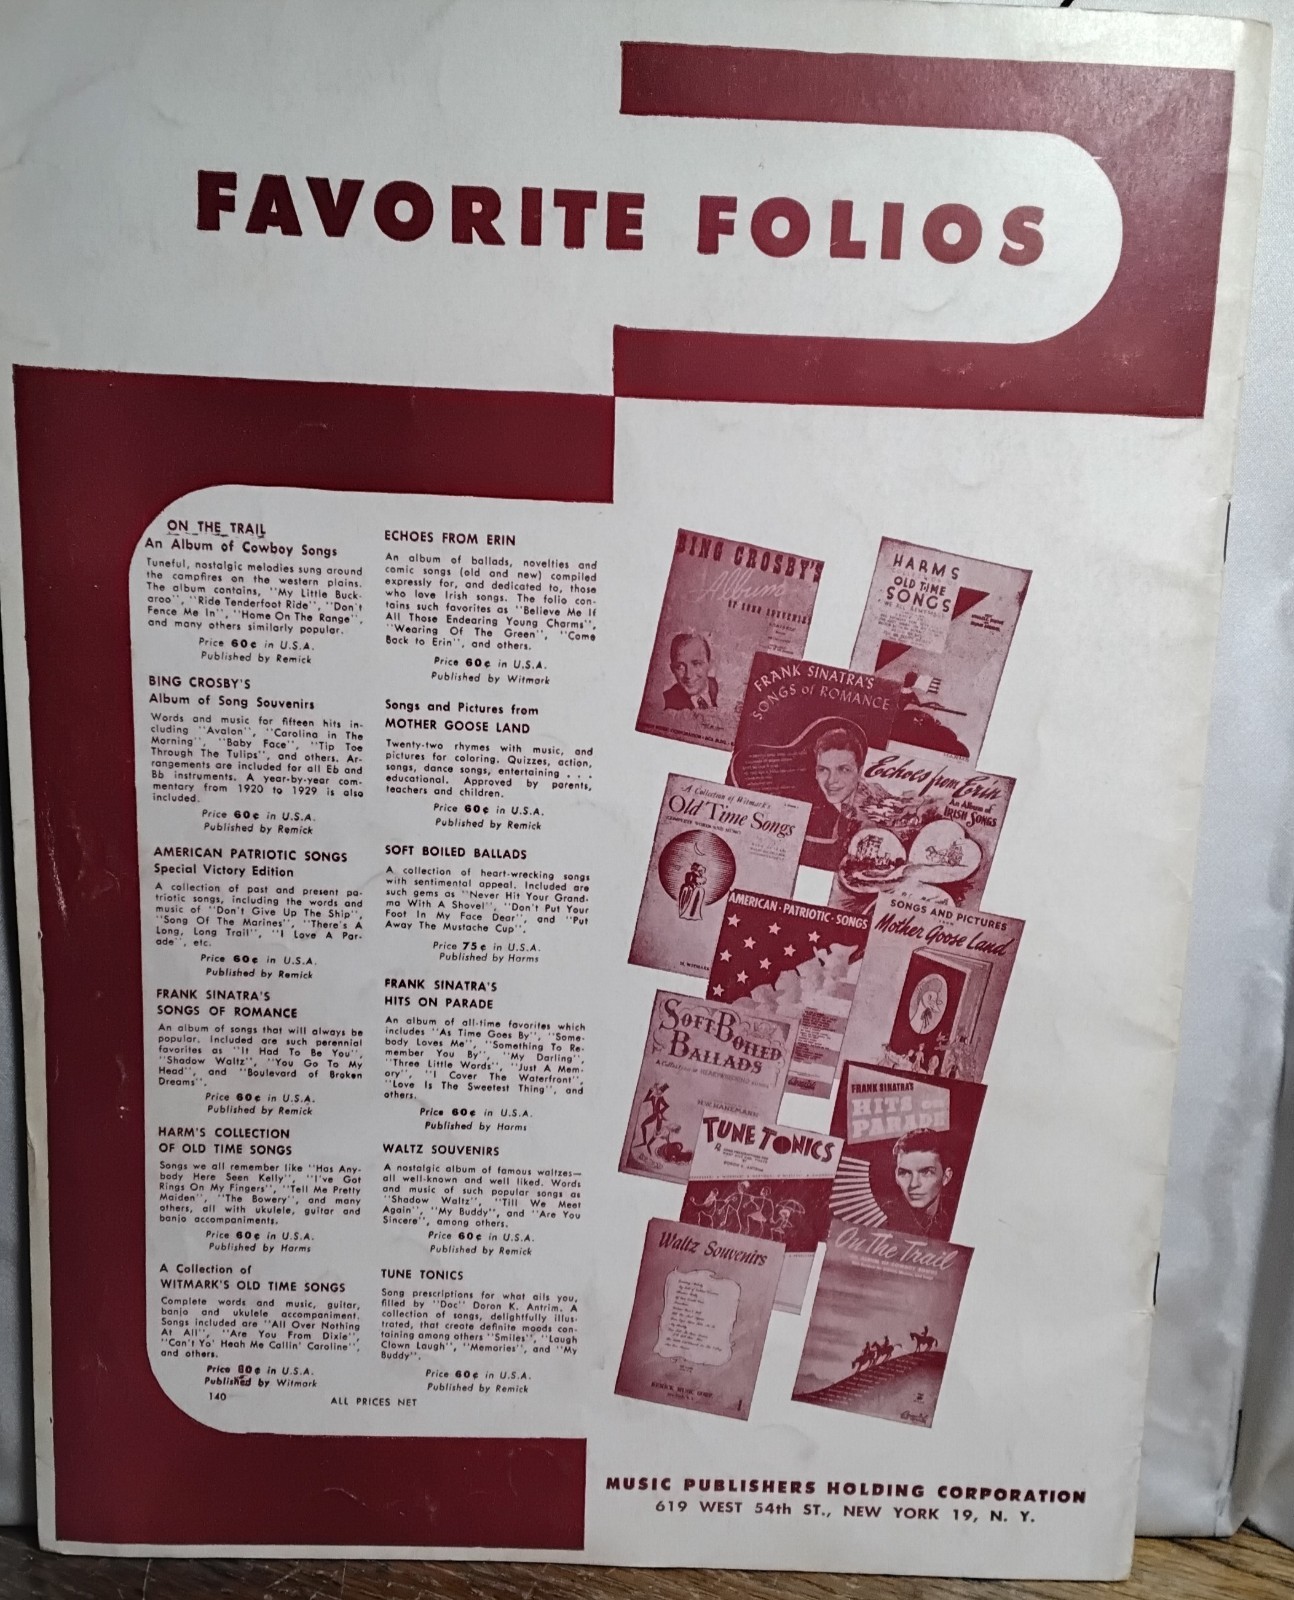 FAVORITE FOLIOS
ON THE TRAIL
An Album of Cowboy Songs
Tuneful, nostalgic melodies sung around
the campfires on the western plains.
The album contains, "My Little Buck-
aroo", "Ride Tenderfoot Ride", "Don't
Fence Me In", "Home On The Range",
and many others similarly popular.
Price 60¢ in U.S.A.
Published by Remick
BING CROSBY'S
Album of Song Souvenirs
Words and music for fifteen hits in-
cluding "Avalon", "Carolina in The
Morning", "Baby Face", "Tip Toe
Through The Tulips", and others. Ar-
rangements are included for all Eb and
Bb instruments. A year-by-year com-
mentary from 1920 to 1929 is also
included.
Price 60¢ in U.S.A.
Published by Remick
AMERICAN PATRIOTIC SONGS
Special Victory Edition
A collection of past and present pa-
triotic songs, including the words and
music of "Don't Give Up The Ship",
"Song Of The Marines", "There's A
Long, Long Trail", "I Love A Par-
ade", etc.
Price 60¢ in U.S.A.
Published by Remick
FRANK SINATRA'S
SONGS OF ROMANCE
An album of songs that will always be
popular. Included are such perennial
favorites as "It Had To Be You",
"Shadow Waltz", "You Go To My
Head", and "Boulevard of Broken
Dreams".
Price 60¢ in U.S.A.
Published by Remick
HARM'S COLLECTION
OF OLD TIME SONGS
Songs we all remember like "Has Any-
body Here Seen Kelly", "I've Got
Rings On My Fingers", "Tell Me Pretty
Maiden", "The Bowery", and many
others, all with ukulele, guitar and
banjo accompaniments.
Price 60¢ in U.S.A.
Published by Harms
A Collection of
WITMARK'S OLD TIME SONGS
Complete words and music, guitar,
banjo and ukulele accompaniment.
Songs included are "All Over Nothing
At All", "Are You From Dixie",
"Can't Yo' Heah Me Callin' Caroline",
and others.
Price 60¢ in U.S.A.
Published by Witmark
140
ECHOES FROM ERIN
An album of ballads, novelties and
comic songs (old and new) compiled
expressly for, and dedicated to, those
who love Irish songs. The folio con-
tains such favorites as "Believe Me If
All Those Endearing Young Charms",
"Wearing Of The Green", "Come
Back to Erin", and others.
Price 60¢ in U.S.A.
Published by Witmark
Songs and Pictures from
MOTHER GOOSE LAND
Twenty-two rhymes with music, and
pictures for coloring. Quizzes, action,
songs, dance songs, entertaining . . .
educational. Approved by parents,
teachers and children.
Price 60¢ in U.S.A.
Published by Remick
SOFT BOILED BALLADS
A collection of heart-wrecking songs
with sentimental appeal. Included are
such gems as "Never Hit Your Grand-
ma With A Shovel", "Don't Put Your
Foot In My Face Dear", and "Put
Away The Mustache Cup".
Price 75¢ in U.S.A.
Published by Harms
FRANK SINATRA'S
HITS ON PARADE
An album of all-time favorites which
includes "As Time Goes By", "Some-
body Loves Me", "Something To Re-
member You By", "My Darling",
"Three Little Words", "Just A Mem-
ory", "I Cover The Waterfront",
"Love Is The Sweetest Thing", and
others.
Price 60¢ in U.S.A.
Published by Harms
WALTZ SOUVENIRS
A nostalgic album of famous waltzes—
all well-known and well liked. Words
and music of such popular songs as
"Shadow Waltz", "Till We Meet
Again", "My Buddy", and "Are You
Sincere", among others.
Price 60¢ in U.S.A.
Published by Remick
TUNE TONICS
Song prescriptions for what ails you,
filled by "Doc" Doron K. Antrim. A
collection of songs, delightfully illus-
trated, that create definite moods con-
taining among others "Smiles", "Laugh
Clown Laugh", "Memories", and "My
Buddy".
Price 60¢ in U.S.A.
Published by Remick
ALL PRICES NET
BING CROSBY'S
Album
OF SONG SOUVENIRS
HARMS
OLD TIME
SONGS
FRANK SINATRA'S
SONGS of ROMANCE
Echoes from Erin
An Album of
IRISH SONGS
A Collection of Witmark's
Old Time Songs
COMPLETE WORDS AND MUSIC
AMERICAN · PATRIOTIC · SONGS
SONGS AND PICTURES
Mother Goose Land
SOFT BOILED
BALLADS
FRANK SINATRA'S
HITS ON
PARADE
TUNE TONICS
Waltz Souvenirs
On The Trail
MUSIC PUBLISHERS HOLDING CORPORATION
619 WEST 54th ST., NEW YORK 19, N. Y.